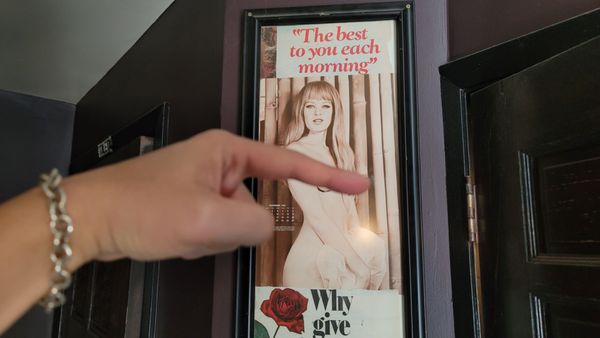 "The best
to you each
morning"
Why
give